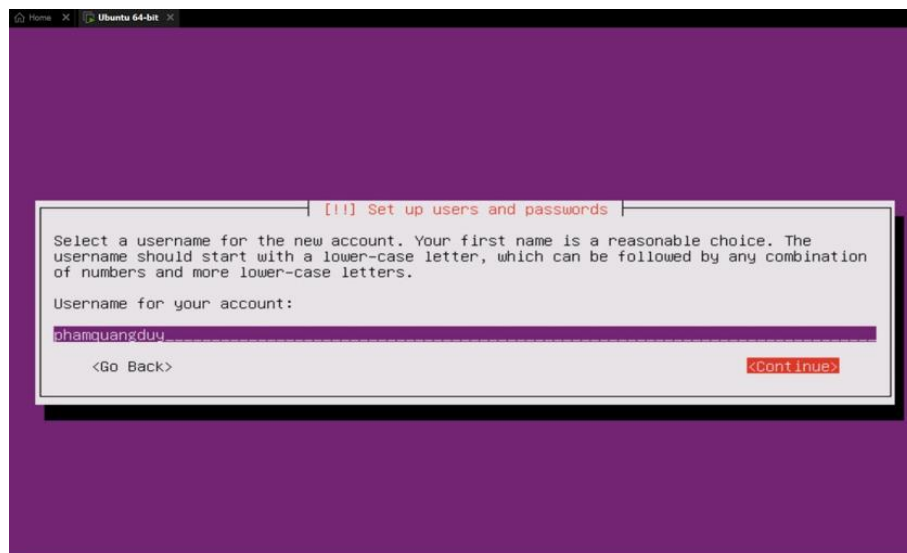 Home
Ubuntu 64-bit
[!!] Set up users and passwords
Select a username for the new account. Your first name is a reasonable choice. The
username should start with a lower-case letter, which can be followed by any combination
of numbers and more lower-case letters.
Username for your account:
phamquangduy
<Go Back>
<Continue>